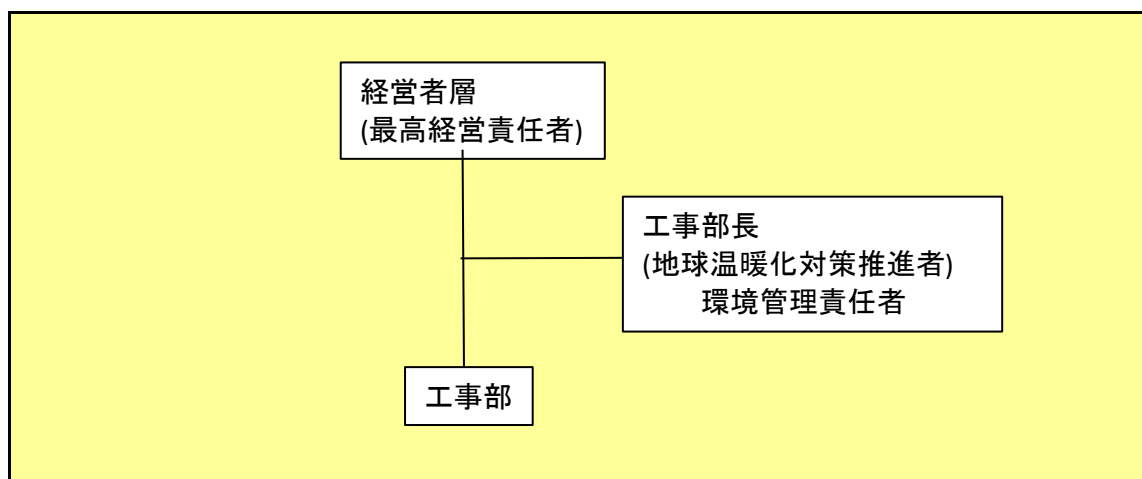 経営者層
(最高経営責任者)
工事部長
(地球温暖化対策推進者)
環境管理責任者
工事部